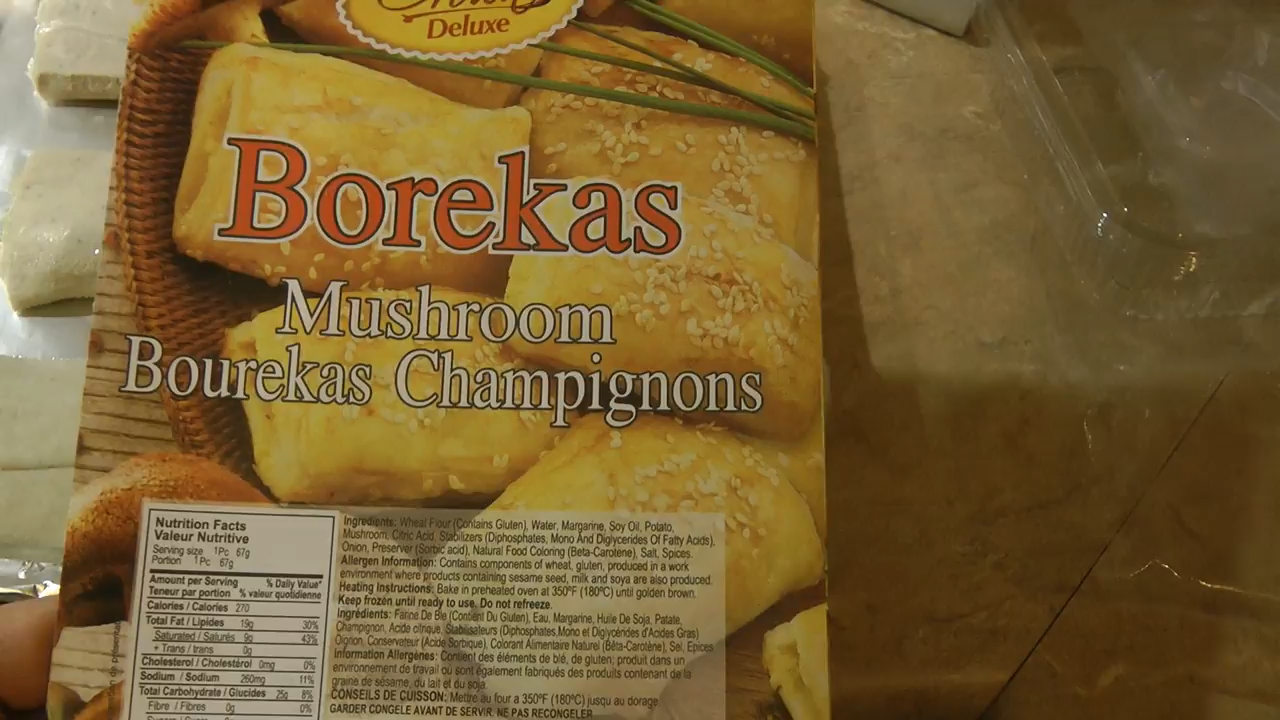 Deluxe
Borekas
Mushroom
Bourekas Champignons
Nutrition Facts
Valeur Nutritive
Serving size 1Pc 67g
Portion 1Pc 67g
Amount per Serving % Daily Value*
Teneur par portion % valeur quotidienne
Calories / Calories 270
Total Fat / Lipides 19g 30%
Saturated / Saturés 9g 43%
+ Trans / trans 0g
Cholesterol / Cholestérol 0mg 0%
Sodium / Sodium 260mg 11%
Total Carbohydrate / Glucides 25g 8%
Fibre / Fibres 0g 0%
Ingredients: Wheat Flour (Contains Gluten), Water, Margarine, Soy Oil, Potato,
Mushroom, Citric Acid, Stabilizers (Diphosphates, Mono And Diglycerides Of Fatty Acids),
Onion, Preserver (Sorbic acid), Natural Food Coloring (Beta-Carotene), Salt, Spices.
Allergen Information: Contains components of wheat, gluten, produced in a work
environment where products containing sesame seed, milk and soya are also produced.
Heating Instructions: Bake in preheated oven at 350ºF (180ºC) until golden brown.
Keep frozen until ready to use. Do not refreeze.
Ingrédients: Farine De Ble (Contient Du Gluten), Eau, Margarine, Huile De Soja, Patate,
Champignon, Acide citrique, Stabilisateurs (Diphosphates,Mono et Diglycérides d'Acides Gras)
Oignon, Conservateur (Acide Sorbique), Colorant Alimentaire Naturel (Bêta-Carotène), Sel, Epices
Information Allergènes: Contient des éléments de blé, de gluten; produit dans un
environnement de travail où sont également fabriqués des produits contenant de la
graine de sésame, du lait et du soja.
CONSEILS DE CUISSON: Mettre au four a 350ºF (180ºC) jusqu au dorage
GARDER CONGELE AVANT DE SERVIR. NE PAS RECONGELER